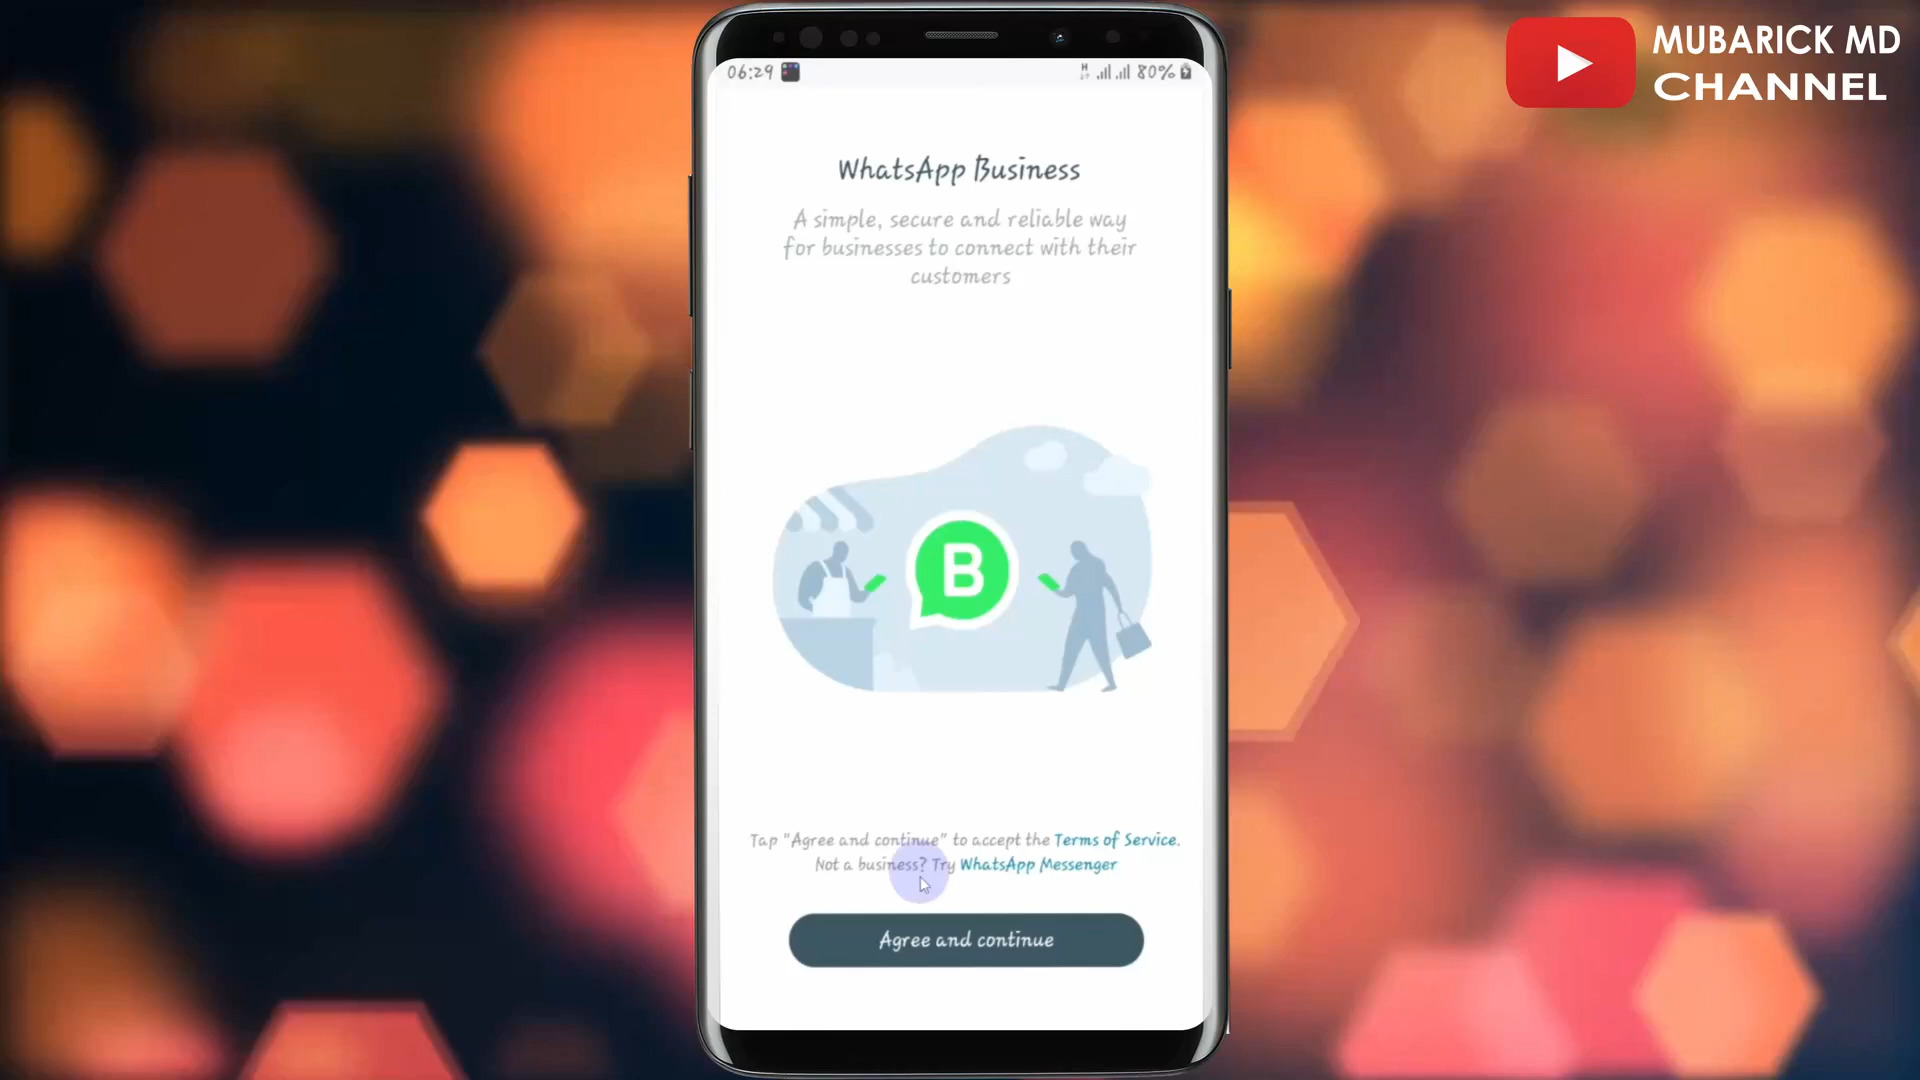 MUBARICK MD
CHANNEL
06:29
H
80%
WhatsApp Business
A simple, secure and reliable way
for businesses to connect with their
customers
B
Tap "Agree and continue" to accept the Terms of Service.
Not a business? Try WhatsApp Messenger
Agree and continue